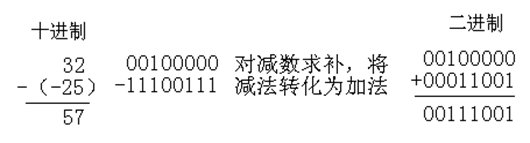 十进制
二进制
32 00100000 对减数求补，将 00100000
- (-25) -11100111 减法转化为加法 +00011001
57 00111001